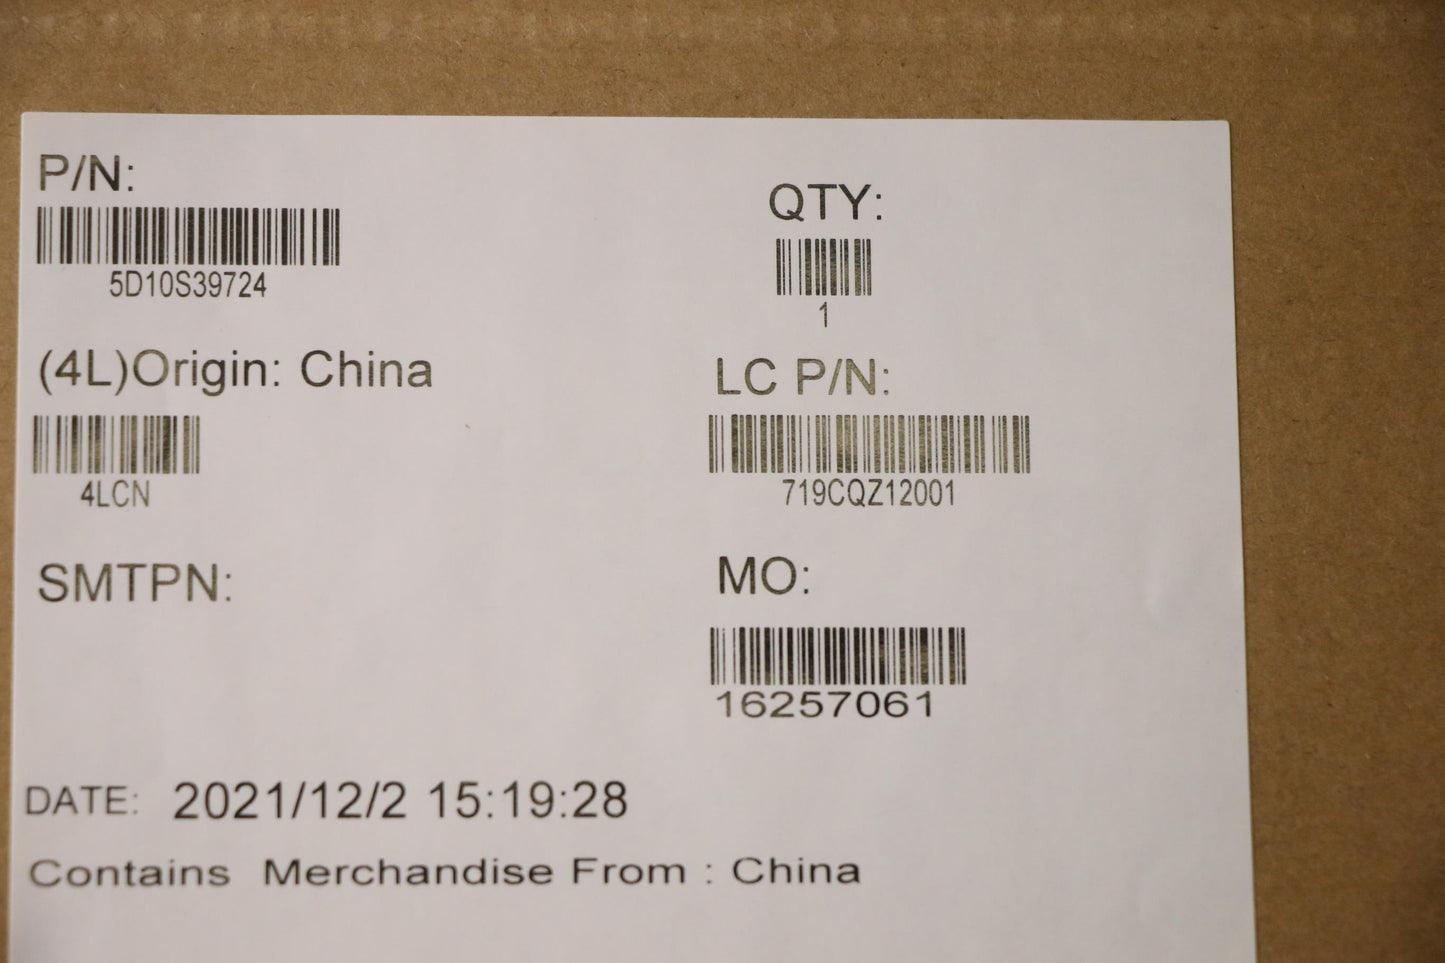 P/N:
5D10S39724
QTY:
1
(4L)Origin: China
4LCN
LC P/N:
719CQZ12001
SMTPN:
MO:
16257061
DATE: 2021/12/2 15:19:28
Contains Merchandise From : China